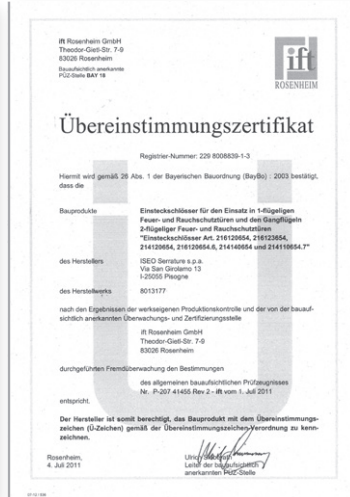 ift Rosenheim GmbH
Theodor-Gietl-Str. 7-9
83026 Rosenheim
Bauaufsichtlich anerkannte
PÜZ-Stelle BAY 18
ift
ROSENHEIM
Übereinstimmungszertifikat
Registrier-Nummer: 229 8008839-1-3
Hiermit wird gemäß 26 Abs. 1 der Bayerischen Bauordnung (BayBo) : 2003 bestätigt,
dass die
Bauprodukte
Einsteckschlösser für den Einsatz in 1-flügeligen
Feuer- und Rauchschutztüren und den Gangflügeln
2-flügeliger Feuer- und Rauchschutztüren
"Einsteckschlösser Art. 216120654, 216123654,
214120654, 216120654.6, 214140654 und 214110654.7"
des Herstellers
ISEO Serrature s.p.a.
Via San Girolamo 13
I-25055 Pisogne
des Herstellwerks
8013177
nach den Ergebnissen der werkseigenen Produktionskontrolle und der von der bauauf-
sichtlich anerkannten Überwachungs- und Zertifizierungsstelle
ift Rosenheim GmbH
Theodor-Gietl-Str. 7-9
83026 Rosenheim
durchgeführten Fremdüberwachung den Bestimmungen
des allgemeinen bauaufsichtlichen Prüfzeugnisses
Nr. P-207 41455 Rev 2 - ift vom 1. Juli 2011
entspricht.
Der Hersteller ist somit berechtigt, das Bauprodukt mit dem Übereinstimmungs-
zeichen (Ü-Zeichen) gemäß der Übereinstimmungszeichen-Verordnung zu kenn-
zeichnen.
Rosenheim,
4. Juli 2011
Ulrich
Leiter der bauaufsichtlich
anerkannten PÜZ-Stelle